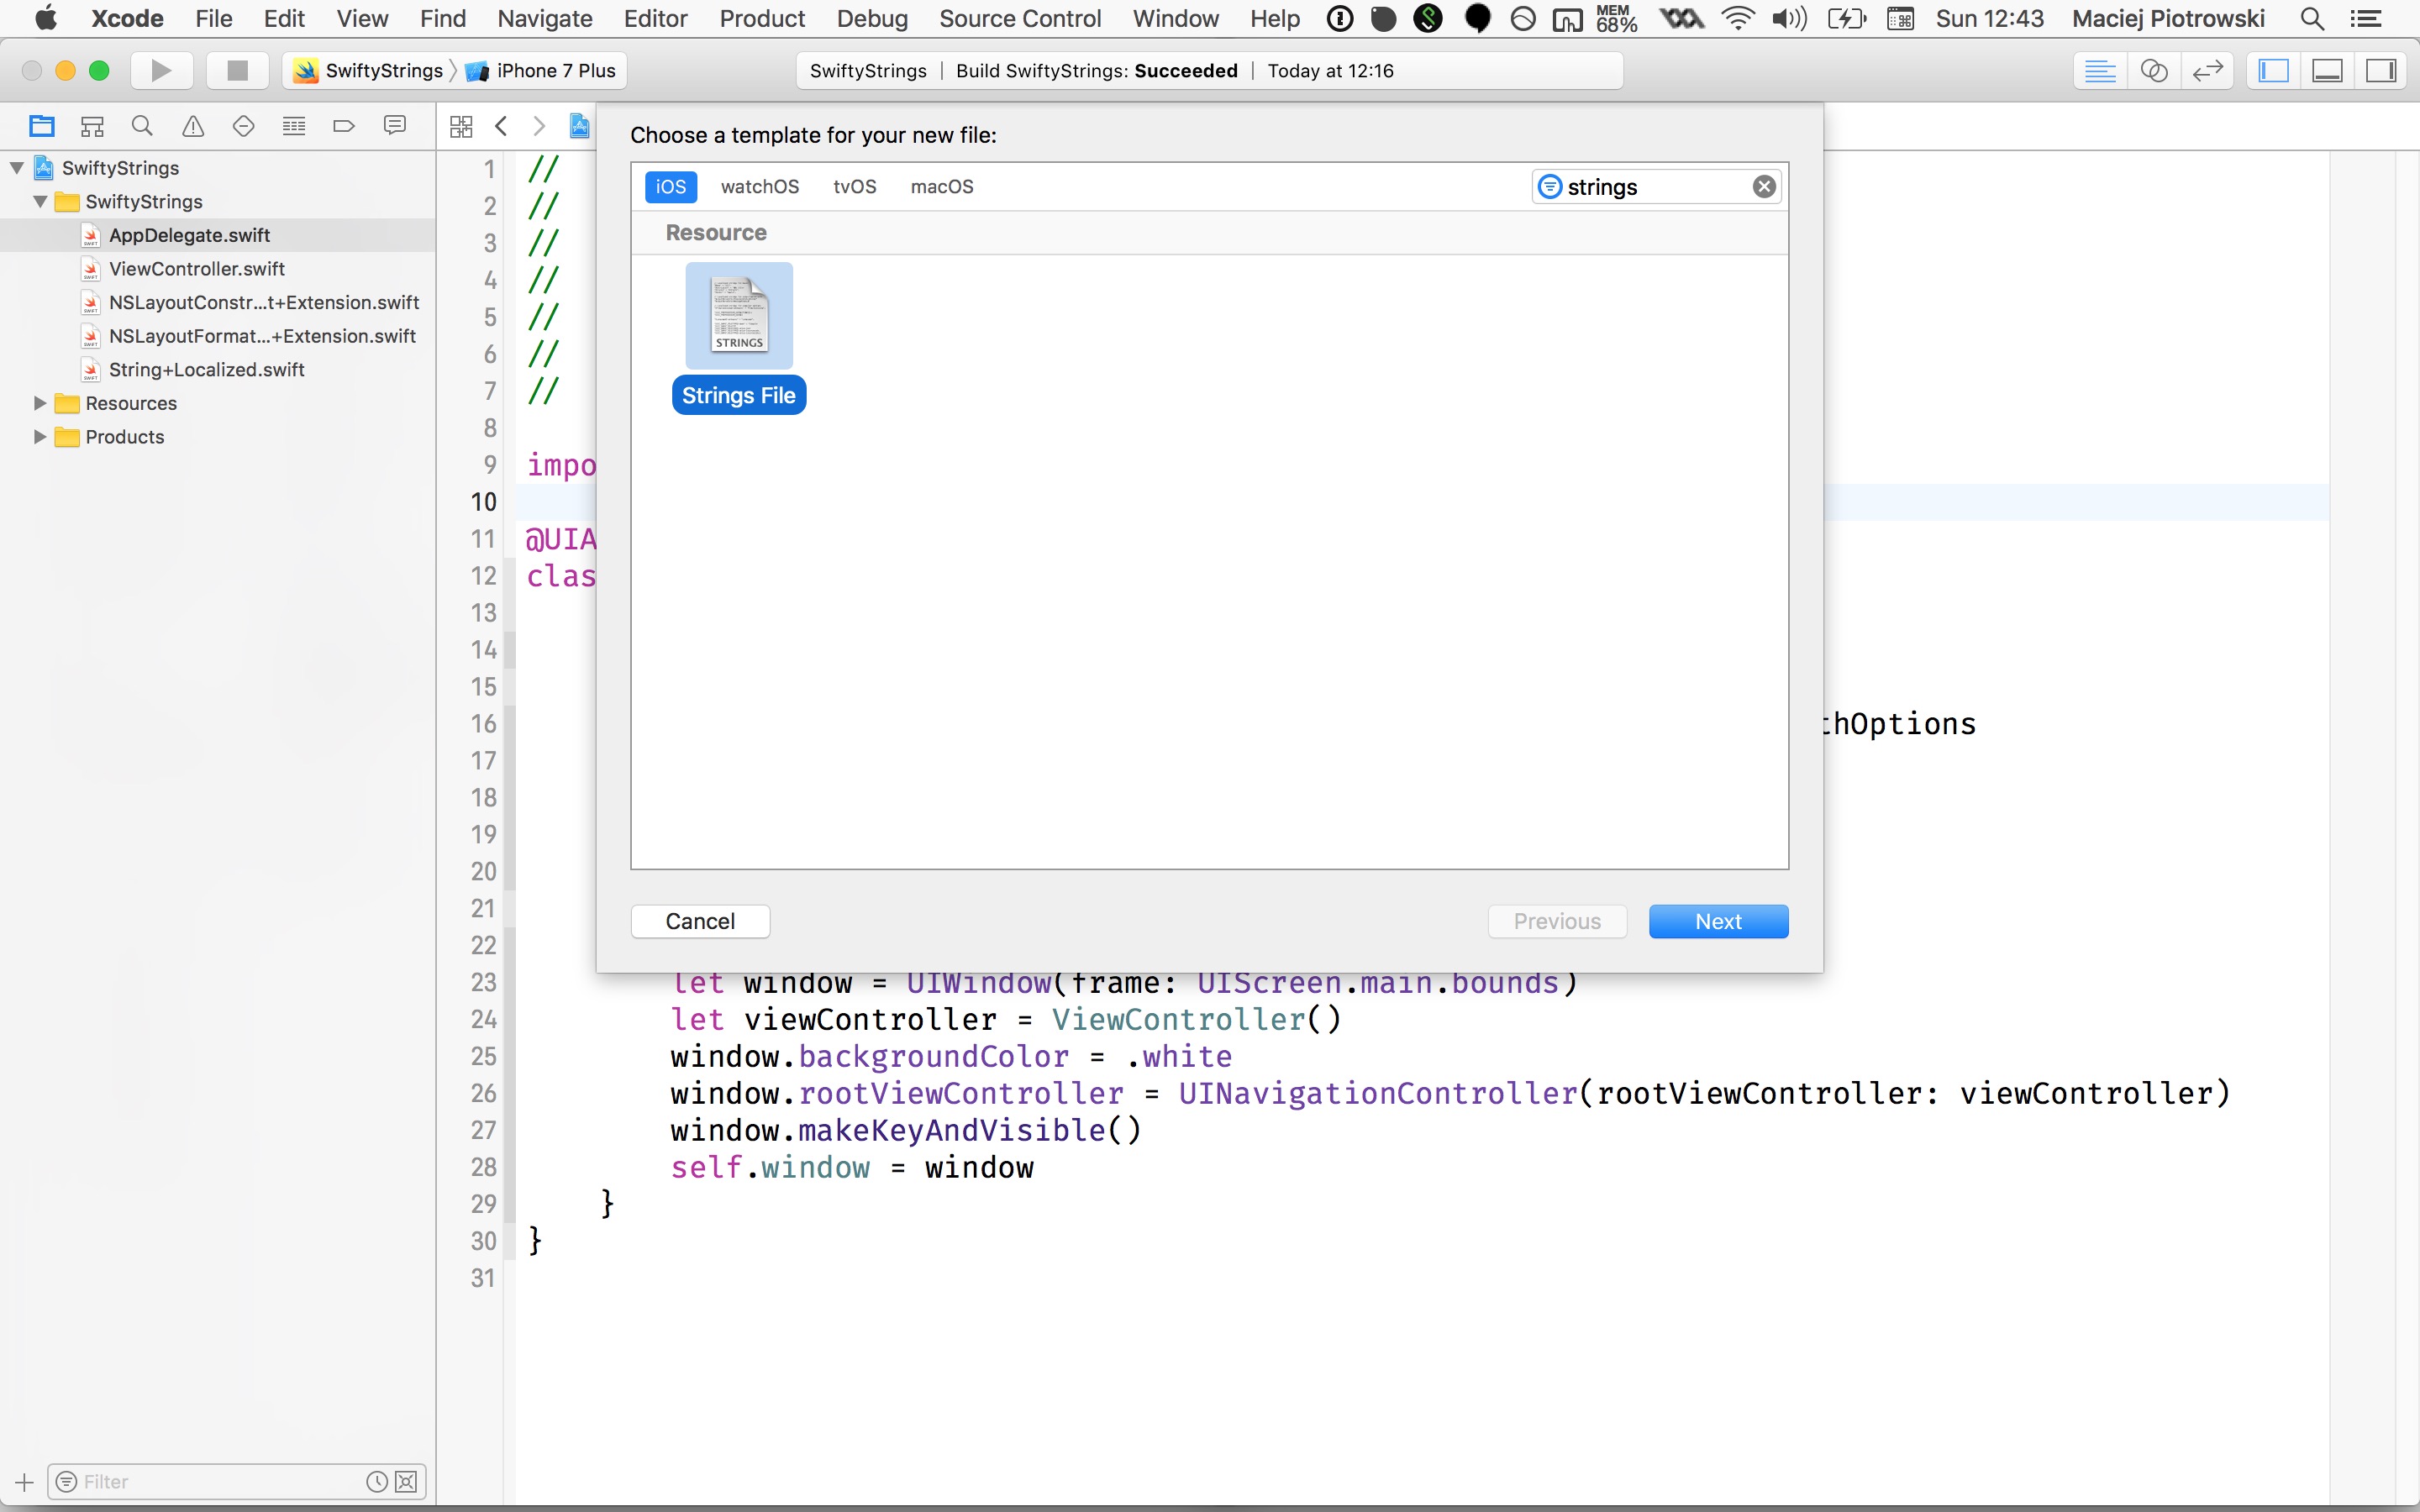 Xcode File Edit View Find Navigate Editor Product Debug Source Control Window Help MEM 68% Sun 12:43 Maciej Piotrowski
SwiftyStrings iPhone 7 Plus
SwiftyStrings | Build SwiftyStrings: Succeeded | Today at 12:16
SwiftyStrings
SwiftyStrings
AppDelegate.swift
ViewController.swift
NSLayoutConstr...t+Extension.swift
NSLayoutFormat...+Extension.swift
String+Localized.swift
Resources
Products
Filter
Choose a template for your new file:
iOS watchOS tvOS macOS strings
Resource
STRINGS
Strings File
Cancel Previous Next
1 //
2 //
3 //
4 //
5 //
6 //
7 //
8
9 impo
10
11 @UIA
12 clas
13
14
15
16 thOptions
17
18
19
20
21
22
23 let window = UIWindow(frame: UIScreen.main.bounds)
24 let viewController = ViewController()
25 window.backgroundColor = .white
26 window.rootViewController = UINavigationController(rootViewController: viewController)
27 window.makeKeyAndVisible()
28 self.window = window
29 }
30 }
31